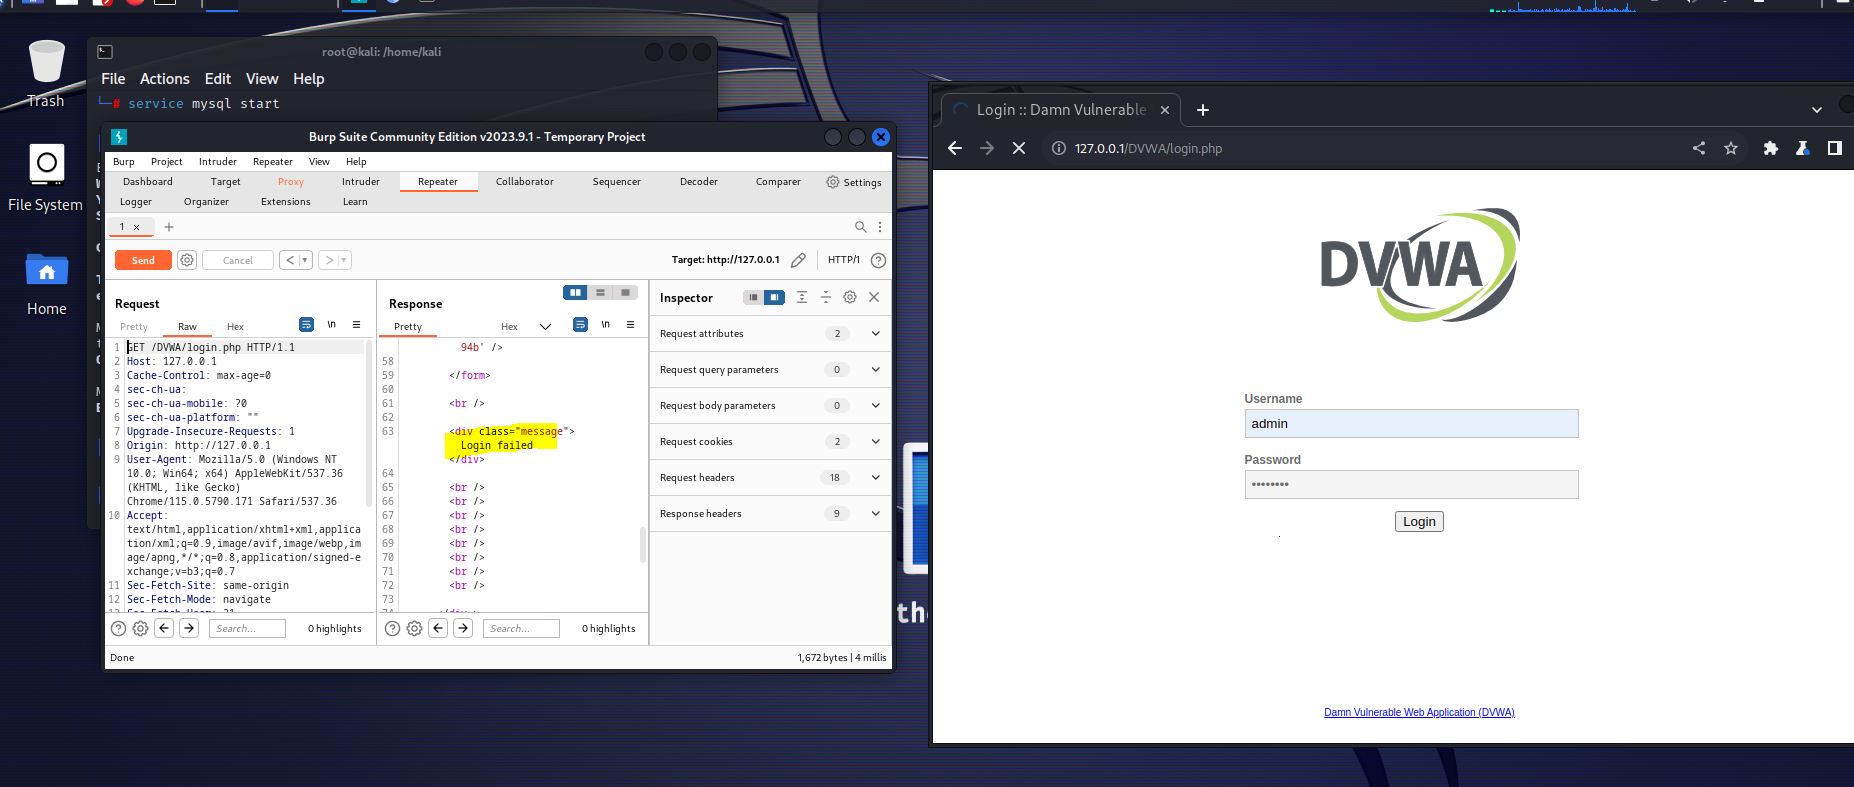 Trash
File System
Home
root@kali: /home/kali
File Actions Edit View Help
# service mysql start
Burp Suite Community Edition v2023.9.1 - Temporary Project
Burp Project Intruder Repeater View Help
Dashboard Target Proxy Intruder Repeater Collaborator Sequencer Decoder Comparer Settings
Logger Organizer Extensions Learn
1 × +
Send Cancel < > Target: http://127.0.0.1 HTTP/1 ?
Request
Pretty Raw Hex \n
1 GET /DVWA/login.php HTTP/1.1
2 Host: 127.0.0.1
3 Cache-Control: max-age=0
4 sec-ch-ua:
5 sec-ch-ua-mobile: ?0
6 sec-ch-ua-platform: ""
7 Upgrade-Insecure-Requests: 1
8 Origin: http://127.0.0.1
9 User-Agent: Mozilla/5.0 (Windows NT
10.0; Win64; x64) AppleWebKit/537.36
(KHTML, like Gecko)
Chrome/115.0.5790.171 Safari/537.36
10 Accept:
text/html,application/xhtml+xml,applica
tion/xml;q=0.9,image/avif,image/webp,im
age/apng,*/*;q=0.8,application/signed-e
xchange;v=b3;q=0.7
11 Sec-Fetch-Site: same-origin
12 Sec-Fetch-Mode: navigate
Search... 0 highlights
Response
Pretty Hex \n
94b' />
58
59 </form>
60
61 <br />
62
63 <div class="message">
Login failed
</div>
64
65 <br />
66 <br />
67 <br />
68 <br />
69 <br />
70 <br />
71 <br />
72 <br />
73
Search... 0 highlights
Inspector
Request attributes 2
Request query parameters 0
Request body parameters 0
Request cookies 2
Request headers 18
Response headers 9
Done 1,672 bytes | 4 millis
the
Login :: Damn Vulnerable
127.0.0.1/DVWA/login.php
DVWA
Username
admin
Password
••••••••
Login
Damn Vulnerable Web Application (DVWA)